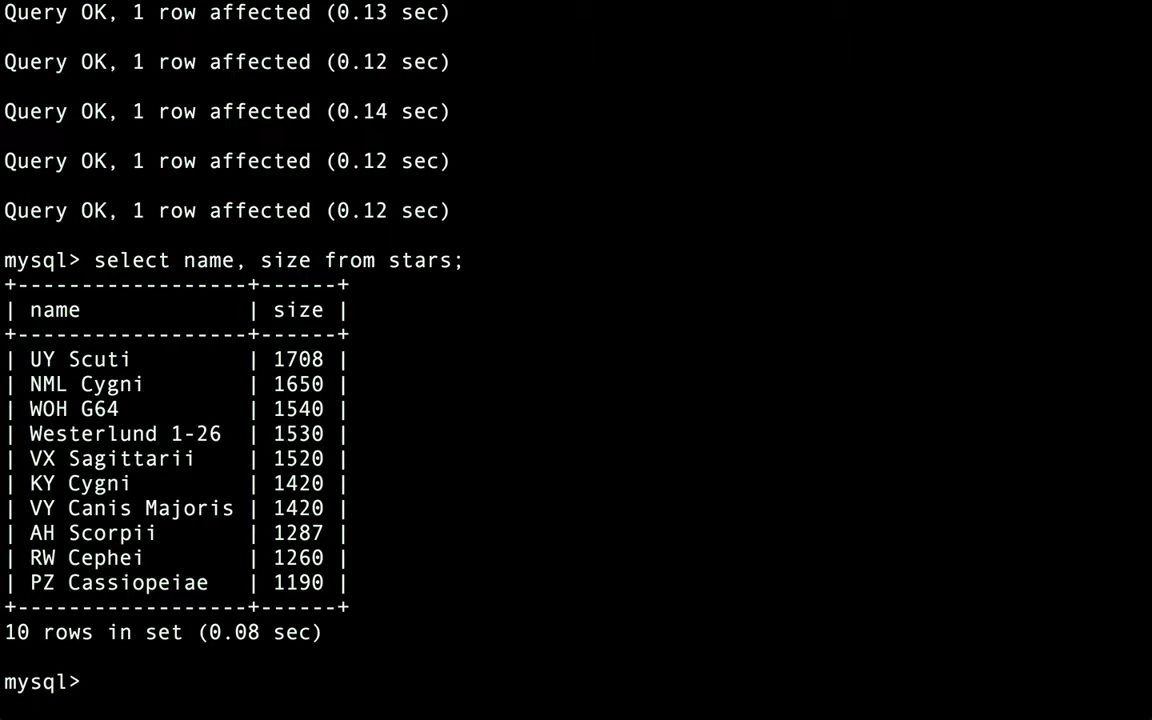 Query OK, 1 row affected (0.13 sec)
Query OK, 1 row affected (0.12 sec)
Query OK, 1 row affected (0.14 sec)
Query OK, 1 row affected (0.12 sec)
Query OK, 1 row affected (0.12 sec)
mysql> select name, size from stars;
+------------------+------+
| name             | size |
+------------------+------+
| UY Scuti         | 1708 |
| NML Cygni        | 1650 |
| WOH G64          | 1540 |
| Westerlund 1-26  | 1530 |
| VX Sagittarii    | 1520 |
| KY Cygni         | 1420 |
| VY Canis Majoris | 1420 |
| AH Scorpii       | 1287 |
| RW Cephei        | 1260 |
| PZ Cassiopeiae   | 1190 |
+------------------+------+
10 rows in set (0.08 sec)
mysql>